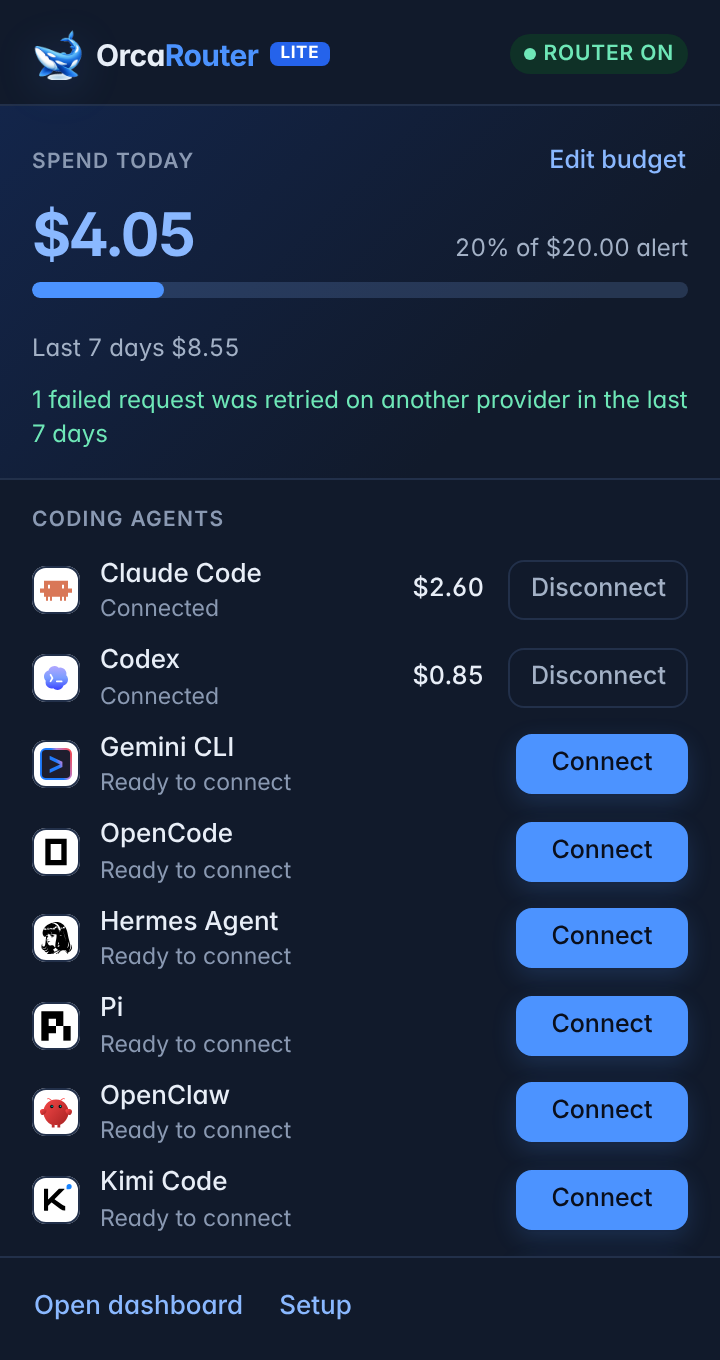 OrcaRouter LITE
ROUTER ON
SPEND TODAY
Edit budget
$4.05
20% of $20.00 alert
Last 7 days $8.55
1 failed request was retried on another provider in the last
7 days
CODING AGENTS
Claude Code
Connected
$2.60
Disconnect
Codex
Connected
$0.85
Disconnect
Gemini CLI
Ready to connect
Connect
OpenCode
Ready to connect
Connect
Hermes Agent
Ready to connect
Connect
Pi
Ready to connect
Connect
OpenClaw
Ready to connect
Connect
Kimi Code
Ready to connect
Connect
Open dashboard
Setup